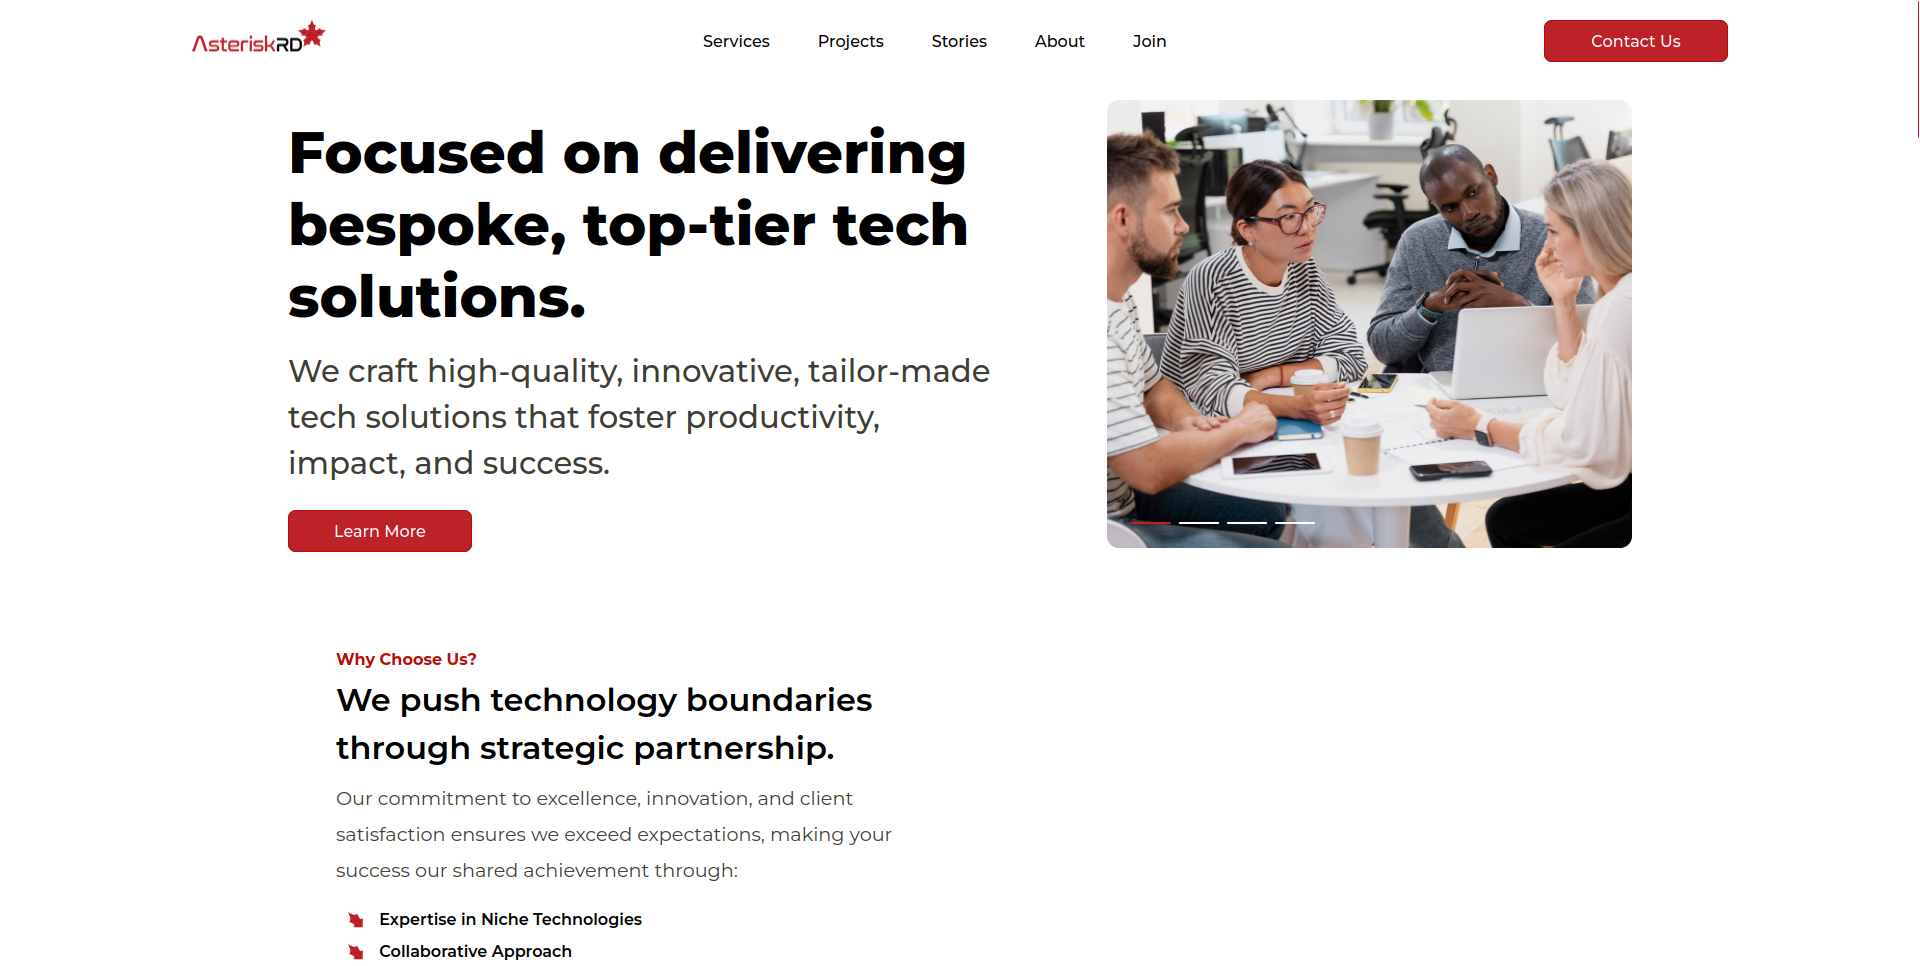 AsteriskRD
Services
Projects
Stories
About
Join
Contact Us
Focused on delivering
bespoke, top-tier tech
solutions.
We craft high-quality, innovative, tailor-made
tech solutions that foster productivity,
impact, and success.
Learn More
Why Choose Us?
We push technology boundaries
through strategic partnership.
Our commitment to excellence, innovation, and client
satisfaction ensures we exceed expectations, making your
success our shared achievement through:
Expertise in Niche Technologies
Collaborative Approach